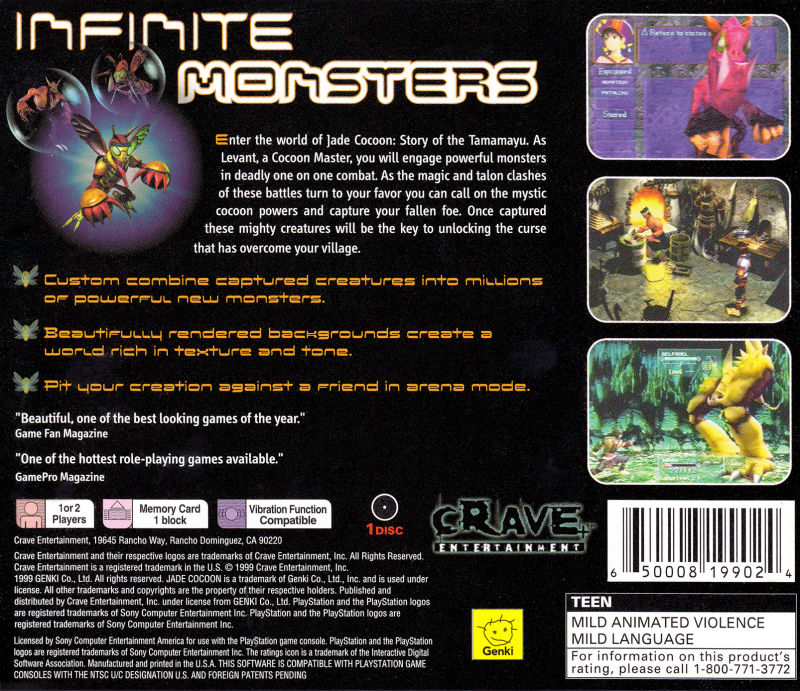 INFINITE
MONSTERS
Enter the world of Jade Cocoon: Story of the Tamamayu. As
Levant, a Cocoon Master, you will engage powerful monsters
in deadly one on one combat. As the magic and talon clashes
of these battles turn to your favor you can call on the mystic
cocoon powers and capture your fallen foe. Once captured
these mighty creatures will be the key to unlocking the curse
that has overcome your village.
Custom combine captured creatures into millions
of powerful new monsters.
Beautifully rendered backgrounds create a
world rich in texture and tone.
Pit your creation against a friend in arena mode.
"Beautiful, one of the best looking games of the year."
Game Fan Magazine
"One of the hottest role-playing games available."
GamePro Magazine
Return to status
Equipped
Stored
1 or 2
Players
Memory Card
1 block
Vibration Function
Compatible
1 DISC
CRAVE
ENTERTAINMENT
Crave Entertainment, 19645 Rancho Way, Rancho Dominguez, CA 90220
Crave Entertainment and their respective logos are trademarks of Crave Entertainment, Inc. All Rights Reserved.
Crave Entertainment is a registered trademark in the U.S. © 1999 Crave Entertainment, Inc.
1999 GENKI Co., Ltd. All rights reserved. JADE COCOON is a trademark of Genki Co., Ltd., Inc. and is used under
license. All other trademarks and copyrights are the property of their respective holders. Published and
distributed by Crave Entertainment, Inc. under license from GENKI Co., Ltd. PlayStation and the PlayStation logos
are registered trademarks of Sony Computer Entertainment Inc. PlayStation and the PlayStation logos are
registered trademarks of Sony Computer Entertainment Inc.
Licensed by Sony Computer Entertainment America for use with the PlayStation game console. PlayStation and the PlayStation
logos are registered trademarks of Sony Computer Entertainment Inc. The ratings icon is a trademark of the Interactive Digital
Software Association. Manufactured and printed in the U.S.A. THIS SOFTWARE IS COMPATIBLE WITH PLAYSTATION GAME
CONSOLES WITH THE NTSC U/C DESIGNATION U.S. AND FOREIGN PATENTS PENDING
Genki
6 50008 19902 4
TEEN
MILD ANIMATED VIOLENCE
MILD LANGUAGE
For information on this product's
rating, please call 1-800-771-3772